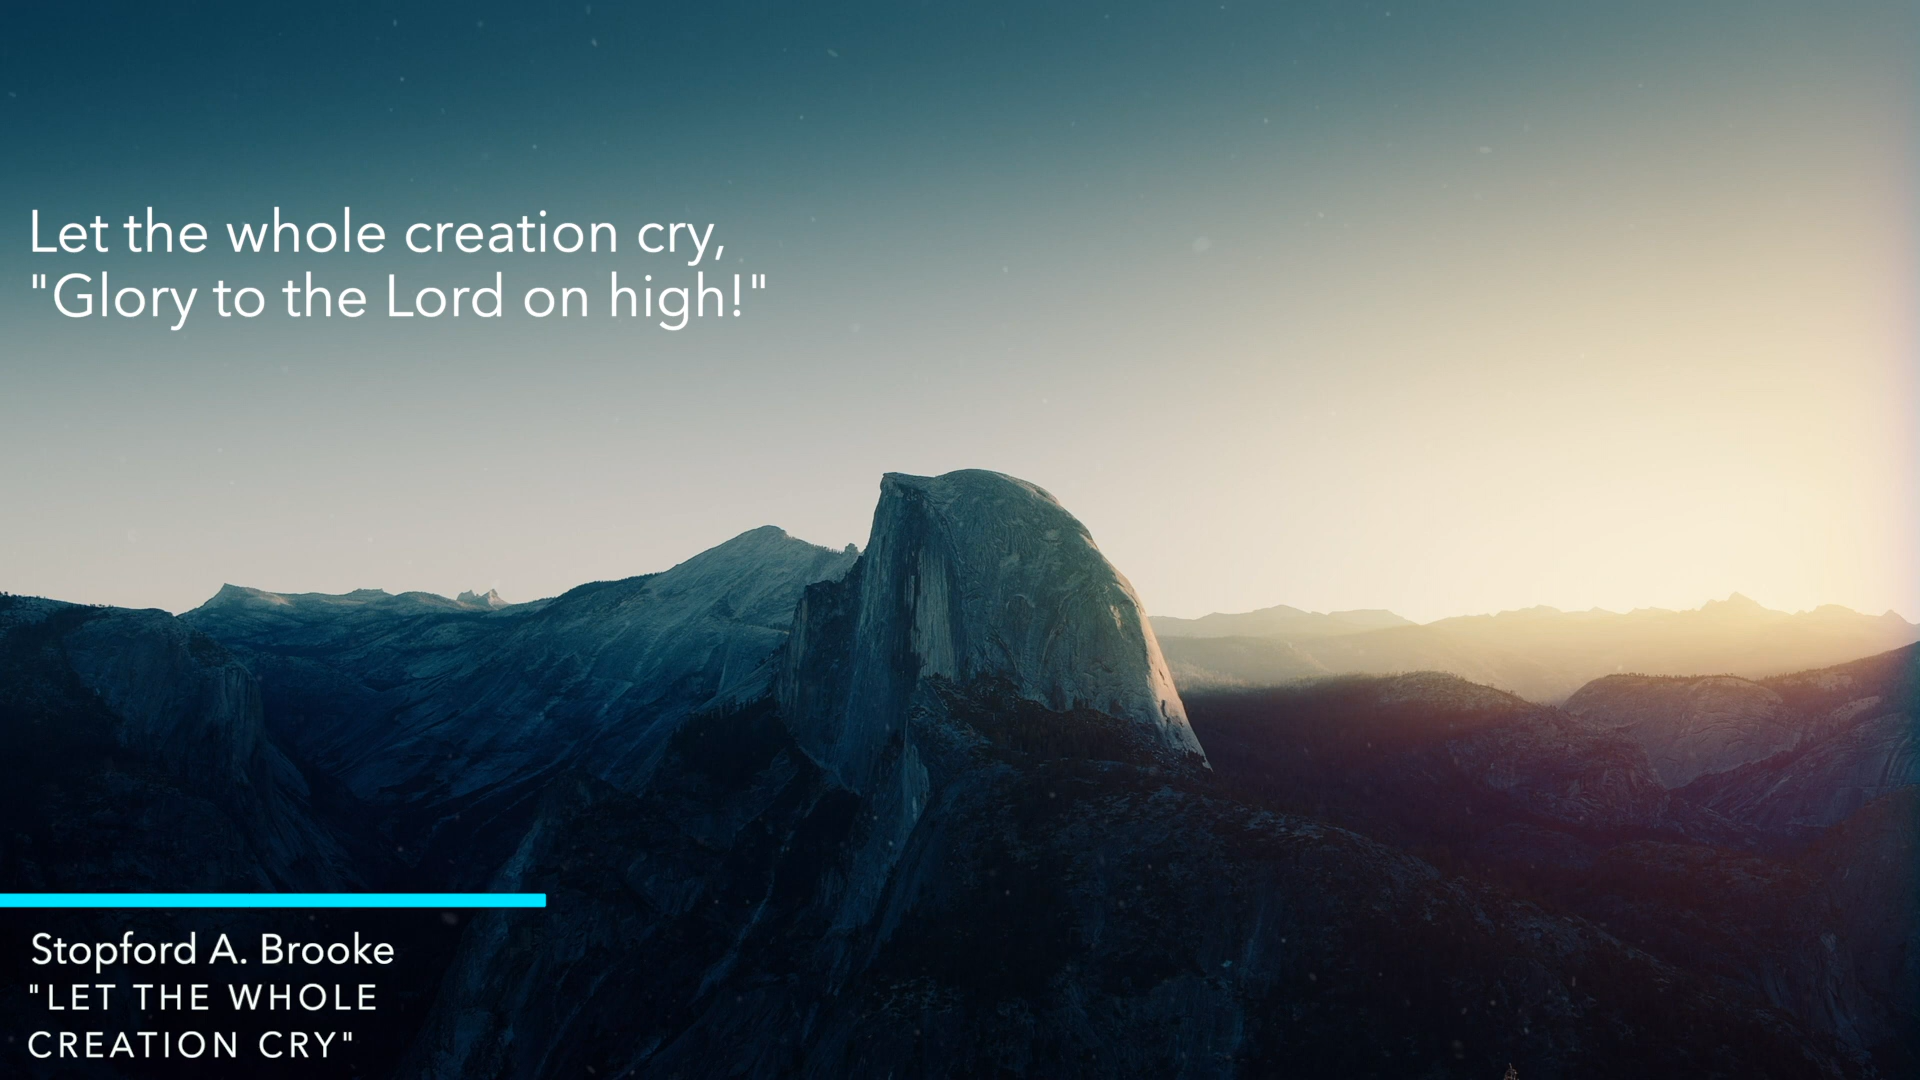 Let the whole creation cry,
"Glory to the Lord on high!"
Stopford A. Brooke
"LET THE WHOLE
CREATION CRY"